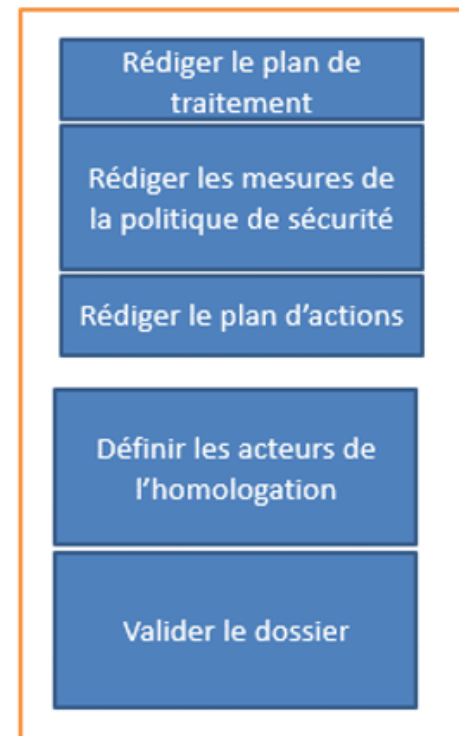 Rédiger le plan de
traitement
Rédiger les mesures de
la politique de sécurité
Rédiger le plan d'actions
Définir les acteurs de
l'homologation
Valider le dossier